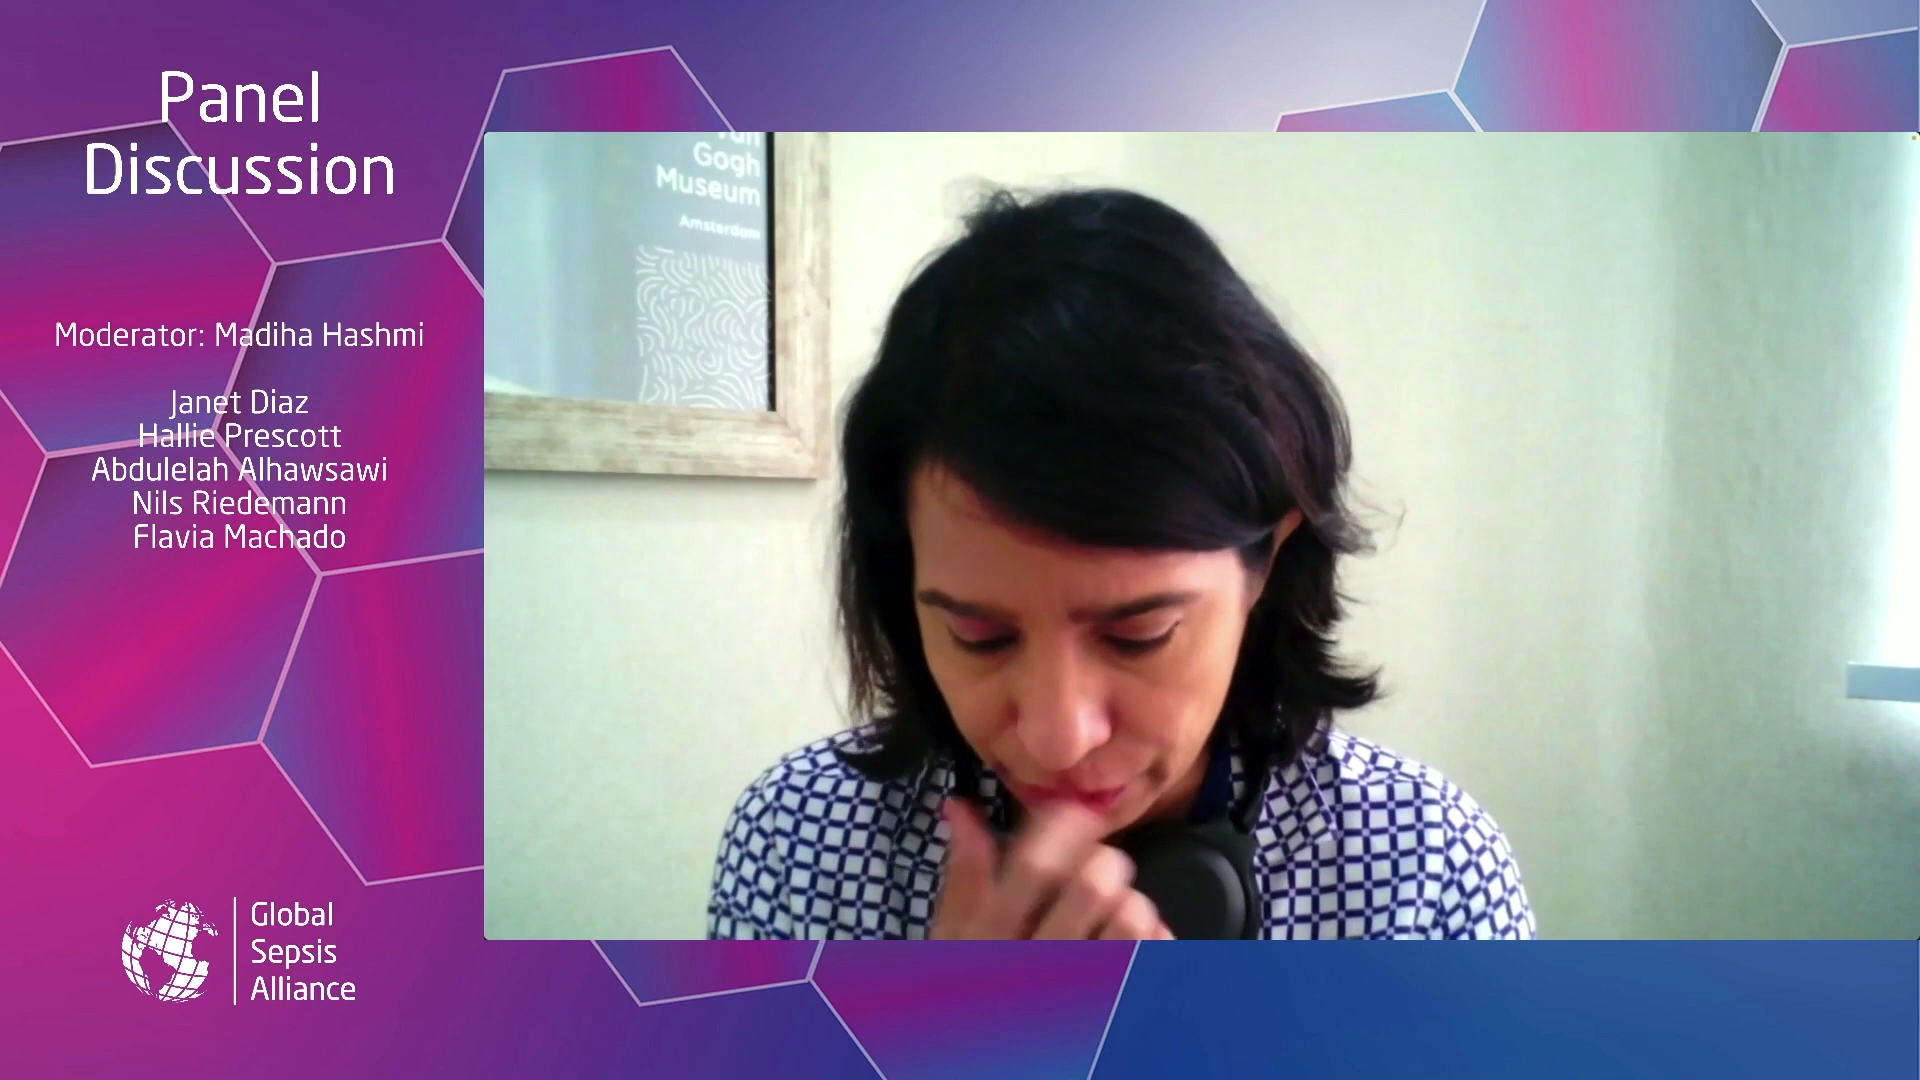 Panel
Discussion
Moderator: Madiha Hashmi
Janet Diaz
Hallie Prescott
Abdulelah Alhawsawi
Nils Riedemann
Flavia Machado
Global
Sepsis
Alliance
Gogh
Museum
Amsterdam